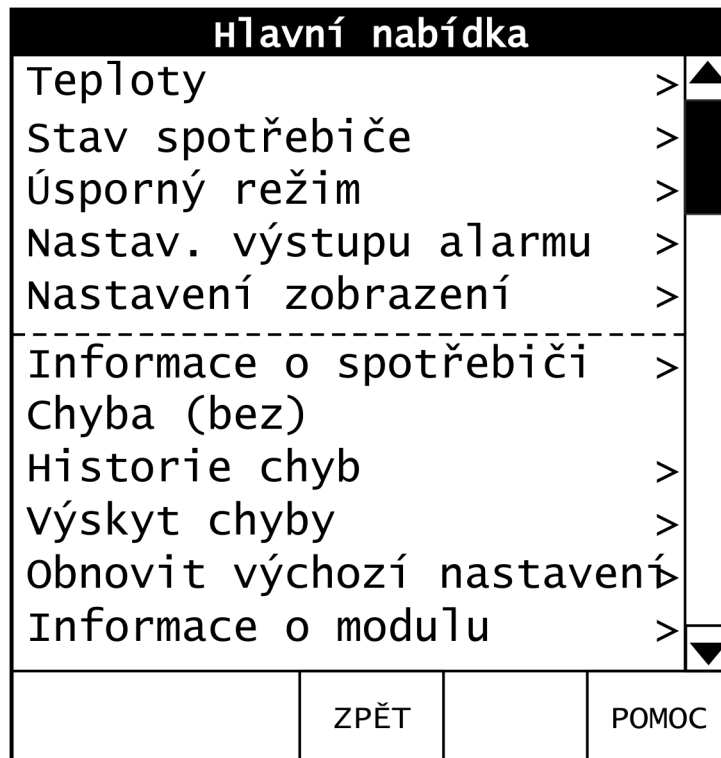 Hlavní nabídka
Teploty >
Stav spotřebiče >
Úsporný režim >
Nastav. výstupu alarmu >
Nastavení zobrazení >
Informace o spotřebiči >
Chyba (bez)
Historie chyb >
Výskyt chyby >
Obnovit výchozí nastavení >
Informace o modulu >
ZPĚT POMOC